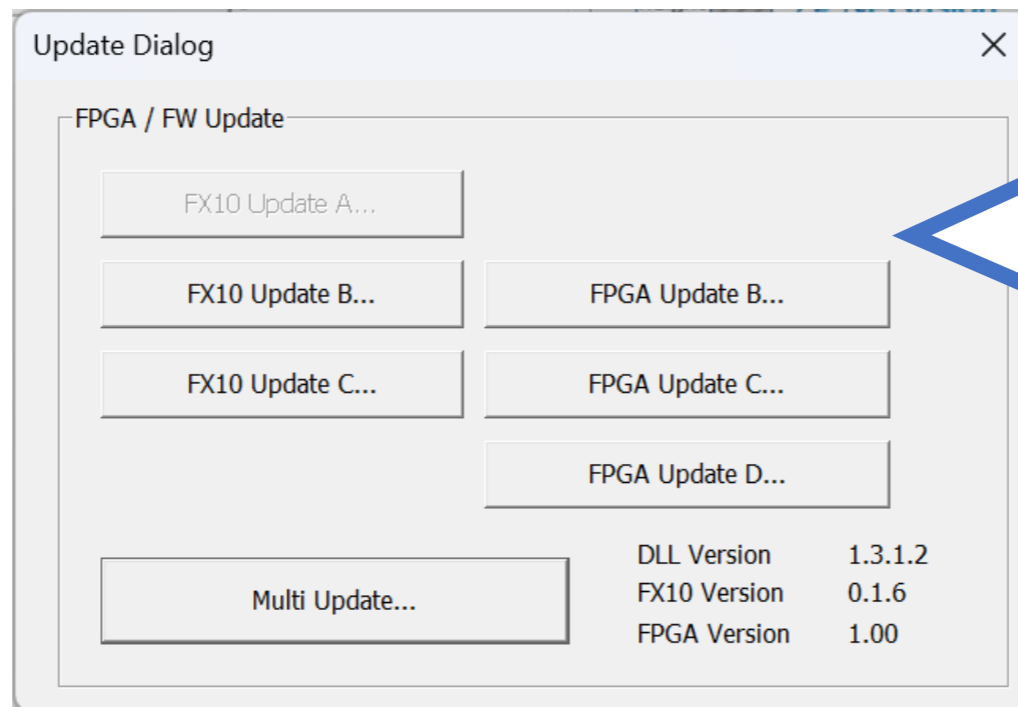 Update Dialog
FPGA / FW Update
FX10 Update A...
FX10 Update B...
FPGA Update B...
FX10 Update C...
FPGA Update C...
FPGA Update D...
Multi Update...
DLL Version 1.3.1.2
FX10 Version 0.1.6
FPGA Version 1.00